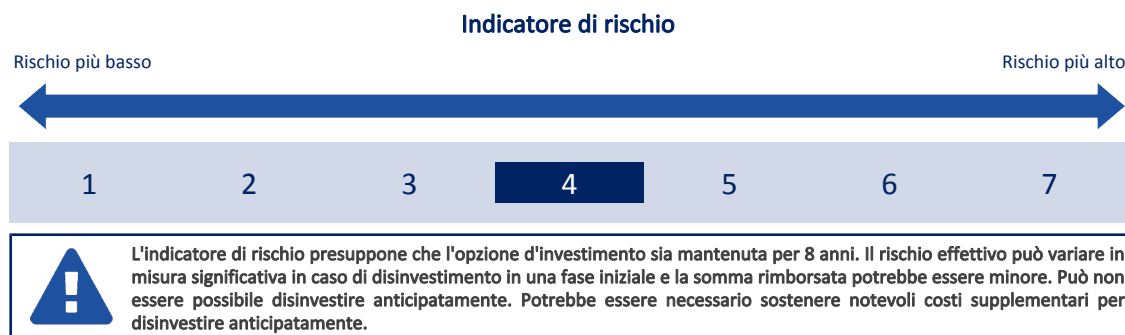 Indicatore di rischio
Rischio più basso
Rischio più alto
1 2 3 4 5 6 7
L'indicatore di rischio presuppone che l'opzione d'investimento sia mantenuta per 8 anni. Il rischio effettivo può variare in
misura significativa in caso di disinvestimento in una fase iniziale e la somma rimborsata potrebbe essere minore. Può non
essere possibile disinvestire anticipatamente. Potrebbe essere necessario sostenere notevoli costi supplementari per
disinvestire anticipatamente.